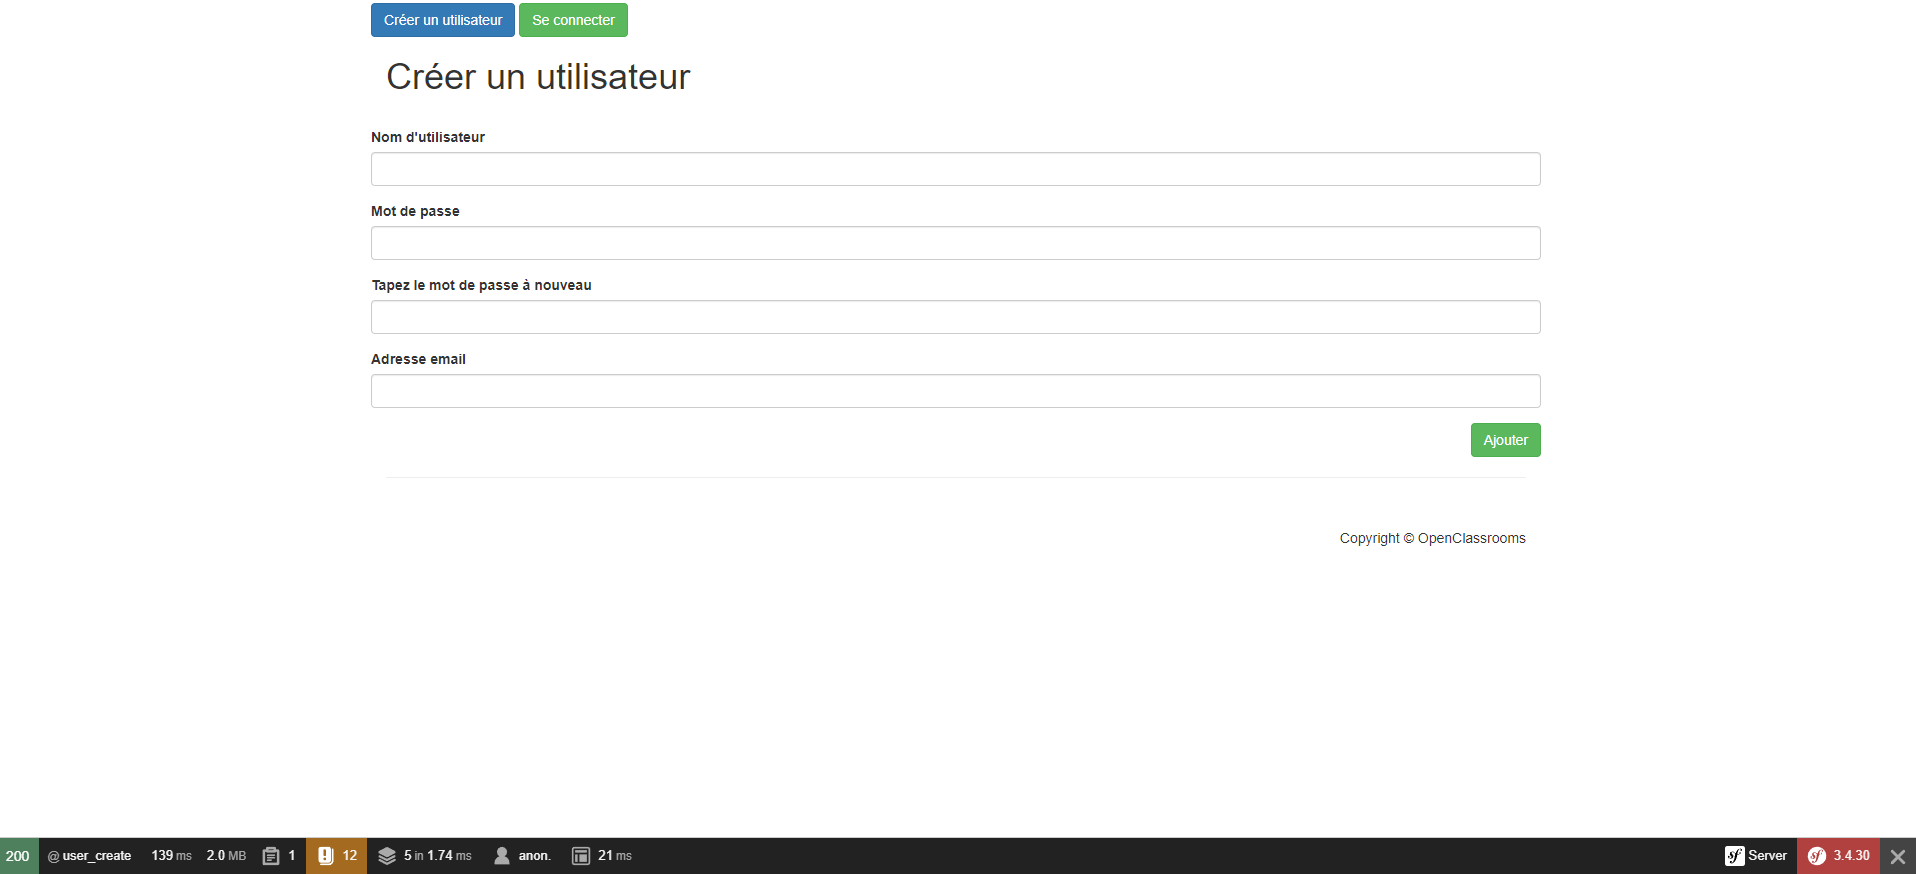 Créer un utilisateur Se connecter
Créer un utilisateur
Nom d'utilisateur
Mot de passe
Tapez le mot de passe à nouveau
Adresse email
Ajouter
Copyright © OpenClassrooms
200 @ user_create 139 ms 2.0 MB 1 12 5 in 1.74 ms anon. 21 ms sf Server sf 3.4.30